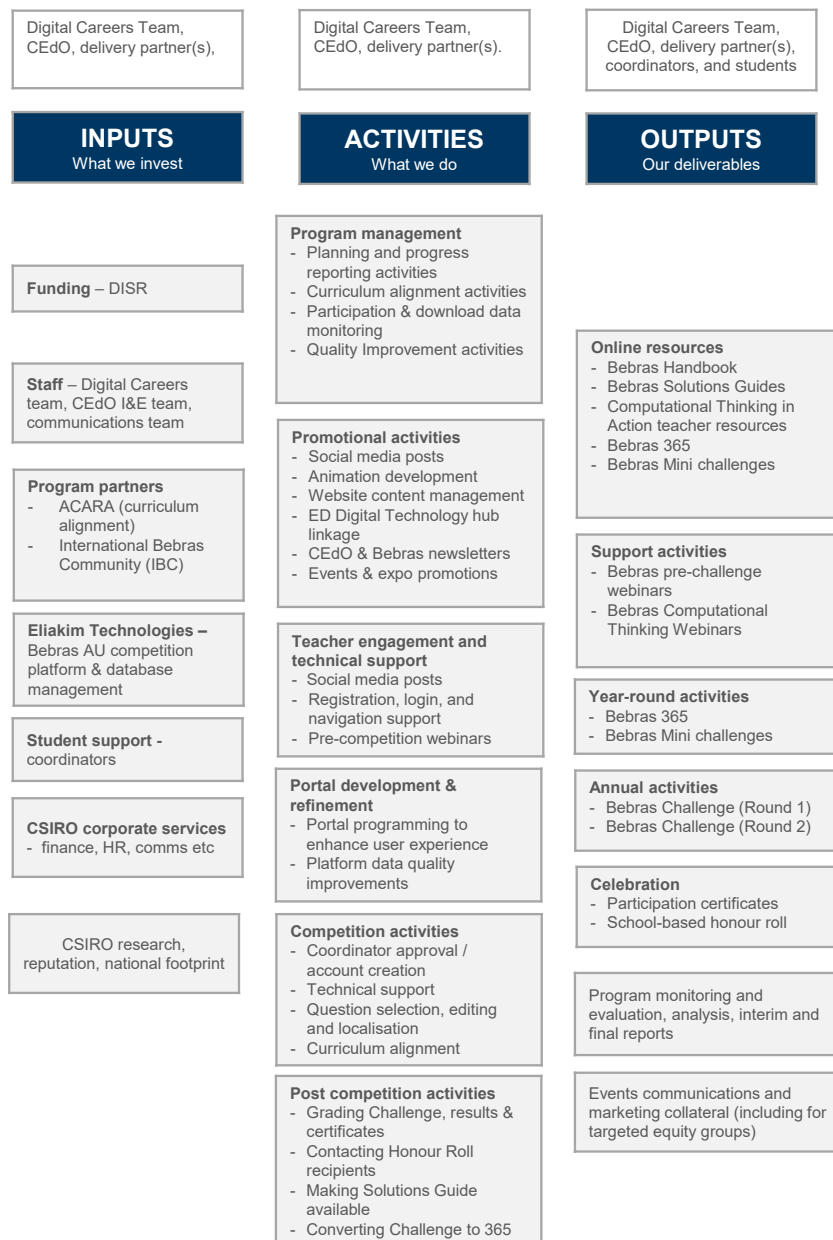 Digital Careers Team,
CEdO, delivery partner(s),
INPUTS
What we invest
Funding – DISR
Staff – Digital Careers
team, CEdO I&E team,
communications team
Program partners
- ACARA (curriculum
alignment)
- International Bebras
Community (IBC)
Eliakim Technologies –
Bebras AU competition
platform & database
management
Student support -
coordinators
CSIRO corporate services
- finance, HR, comms etc
CSIRO research,
reputation, national footprint
Digital Careers Team,
CEdO, delivery partner(s).
ACTIVITIES
What we do
Program management
- Planning and progress
reporting activities
- Curriculum alignment activities
- Participation & download data
monitoring
- Quality Improvement activities
Promotional activities
- Social media posts
- Animation development
- Website content management
- ED Digital Technology hub
linkage
- CEdO & Bebras newsletters
- Events & expo promotions
Teacher engagement and
technical support
- Social media posts
- Registration, login, and
navigation support
- Pre-competition webinars
Portal development &
refinement
- Portal programming to
enhance user experience
- Platform data quality
improvements
Competition activities
- Coordinator approval /
account creation
- Technical support
- Question selection, editing
and localisation
- Curriculum alignment
Post competition activities
- Grading Challenge, results &
certificates
- Contacting Honour Roll
recipients
- Making Solutions Guide
available
- Converting Challenge to 365
Digital Careers Team,
CEdO, delivery partner(s),
coordinators, and students
OUTPUTS
Our deliverables
Online resources
- Bebras Handbook
- Bebras Solutions Guides
- Computational Thinking in
Action teacher resources
- Bebras 365
- Bebras Mini challenges
Support activities
- Bebras pre-challenge
webinars
- Bebras Computational
Thinking Webinars
Year-round activities
- Bebras 365
- Bebras Mini challenges
Annual activities
- Bebras Challenge (Round 1)
- Bebras Challenge (Round 2)
Celebration
- Participation certificates
- School-based honour roll
Program monitoring and
evaluation, analysis, interim and
final reports
Events communications and
marketing collateral (including for
targeted equity groups)